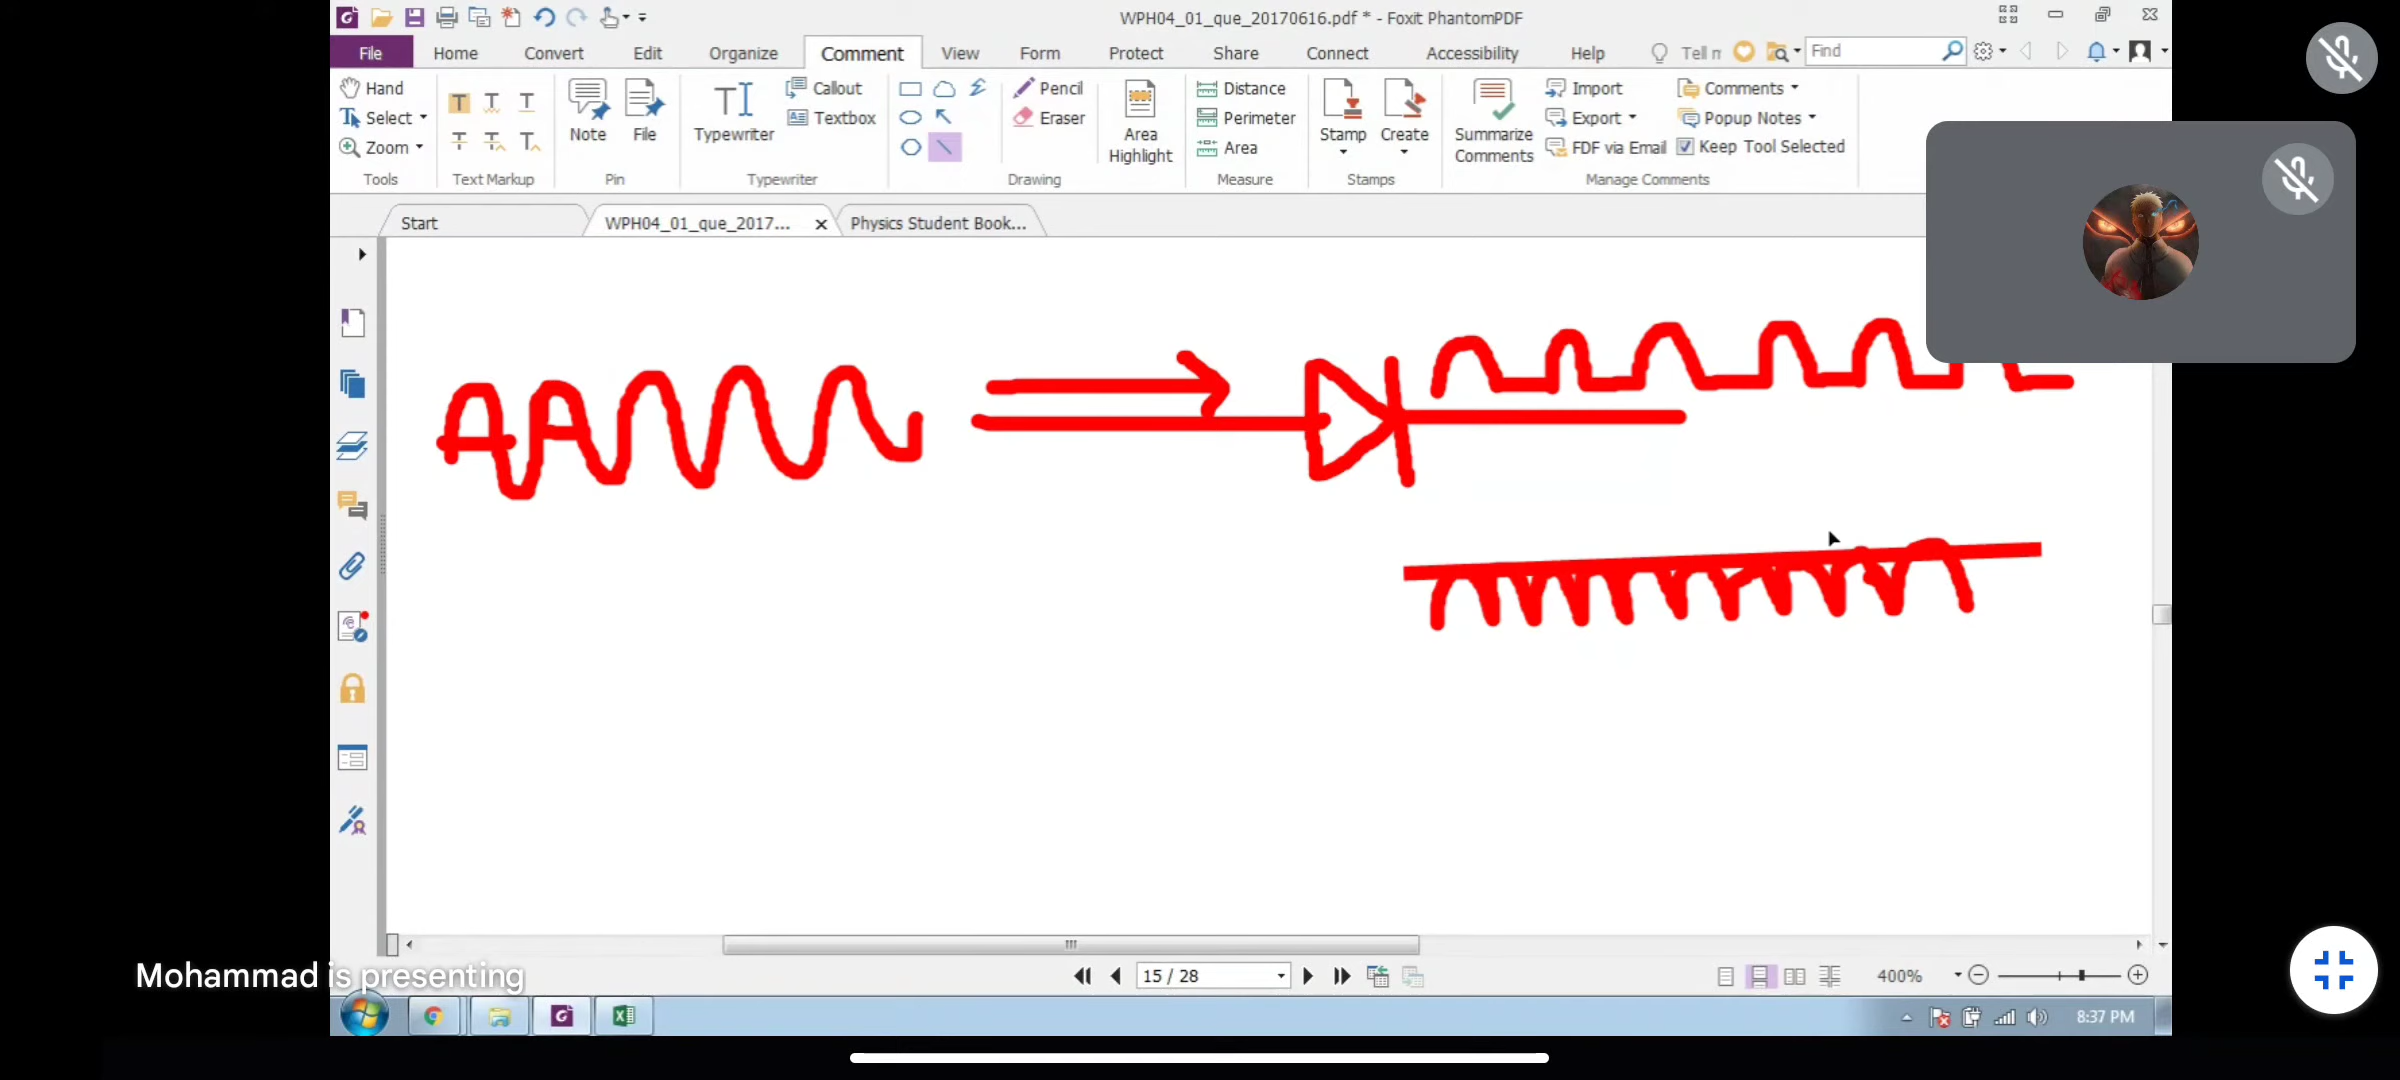 WPH04_01_que_20170616.pdf * - Foxit PhantomPDF
File Home Convert Edit Organize Comment View Form Protect Share Connect Accessibility Help Tell Find
Hand
Select
Zoom
Tools
Text Markup
Note
File
Pin
Typewriter
Callout
Textbox
Typewriter
Pencil
Eraser
Area Highlight
Drawing
Distance
Perimeter
Area
Measure
Stamp
Create
Stamps
Summarize Comments
Import
Export
FDF via Email
Comments
Popup Notes
Keep Tool Selected
Manage Comments
Start
WPH04_01_que_2017...
Physics Student Book...
Mohammad is presenting
15 / 28
400%
8:37 PM